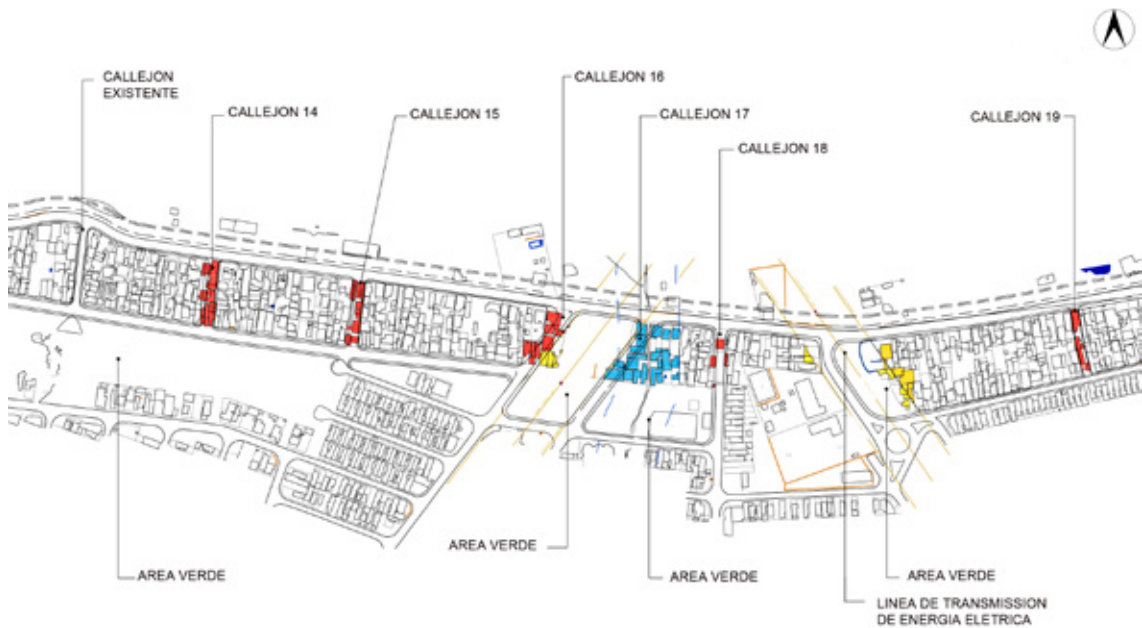 CALLEJON
EXISTENTE
CALLEJON 14
CALLEJON 15
CALLEJON 16
CALLEJON 17
CALLEJON 18
CALLEJON 19
AREA VERDE
AREA VERDE
AREA VERDE
AREA VERDE
LINEA DE TRANSMISSION
DE ENERGIA ELETRICA